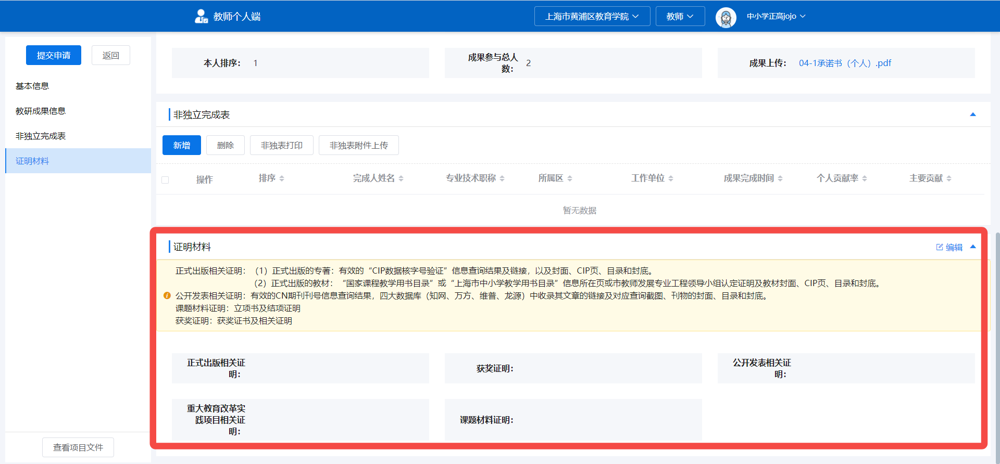 教师个人端
上海市黄浦区教育学院
教师
中小学正高jojo
提交申请
返回
基本信息
教研成果信息
非独立完成表
证明材料
查看项目文件
本人排序： 1
成果参与总人
数： 2
成果上传： 04-1承诺书（个人）.pdf
非独立完成表
新增
删除
非独表打印
非独表附件上传
操作 排序 完成人姓名 专业技术职称 所属区 工作单位 成果完成时间 个人贡献率 主要贡献
暂无数据
证明材料
编辑
正式出版相关证明：（1）正式出版的专著：有效的“CIP数据核字号验证”信息查询结果及链接，以及封面、CIP页、目录和封底。
（2）正式出版的教材：“国家课程教学用书目录”或“上海市中小学教学用书目录”信息所在页或市教师发展专业工程领导小组认定证明及教材封面、CIP页、目录和封底。
公开发表相关证明：有效的CN期刊刊号信息查询结果，四大数据库（知网、万方、维普、龙源）中收录其文章的链接及对应查询截图、刊物的封面、目录和封底。
课题材料证明：立项书及结项证明
获奖证明：获奖证书及相关证明
正式出版相关证
明：
获奖证明：
公开发表相关证
明：
重大教育改革实
践项目相关证
明：
课题材料证明：